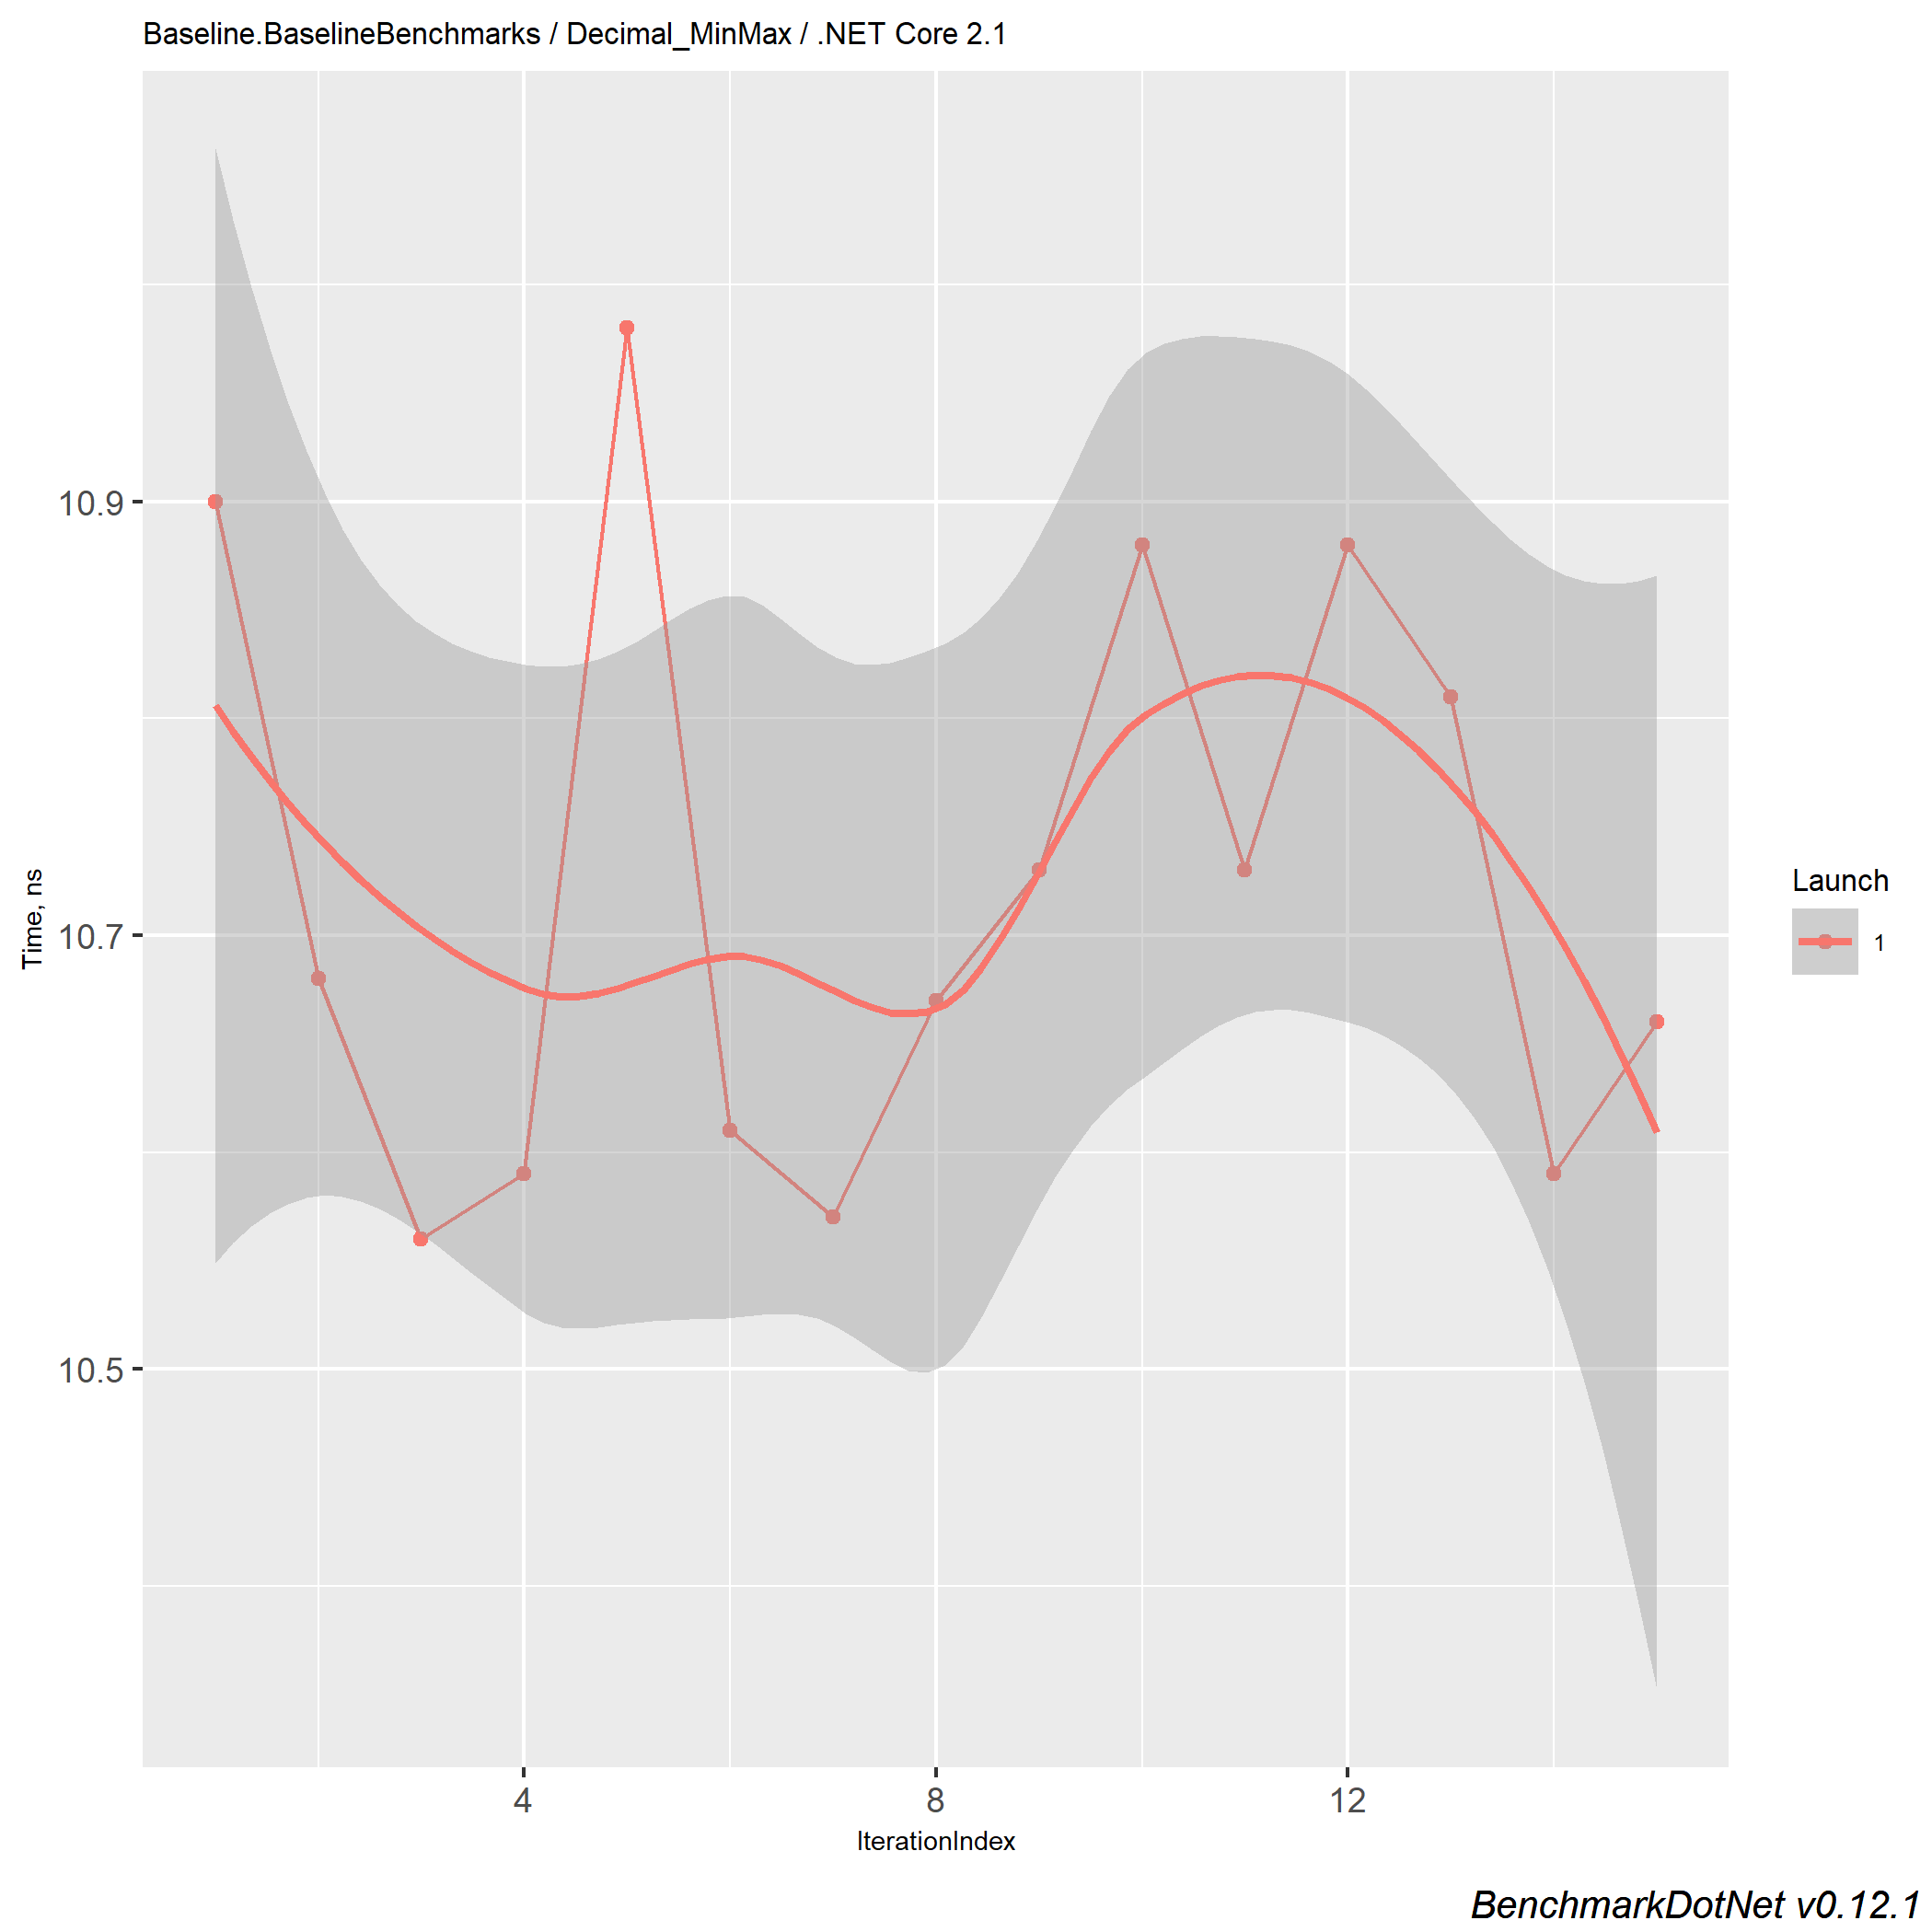 Baseline.BaselineBenchmarks / Decimal_MinMax / .NET Core 2.1
10.9
10.7
10.5
Time, ns
4
8
12
IterationIndex
Launch
1
BenchmarkDotNet v0.12.1